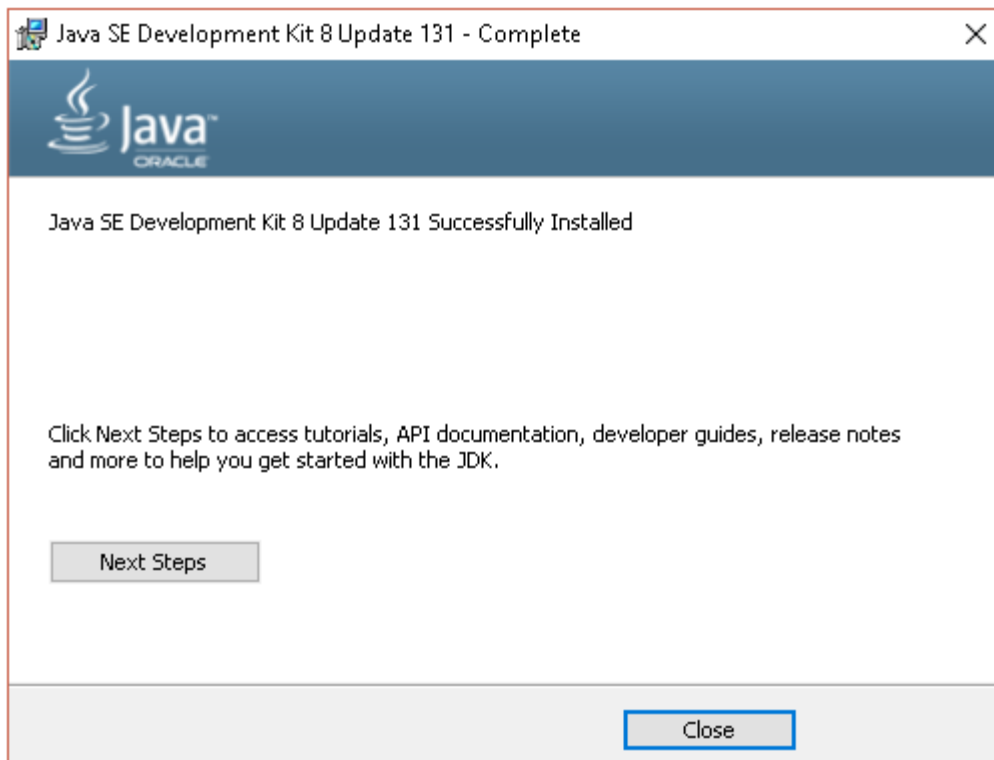 Java SE Development Kit 8 Update 131 - Complete
Java™
ORACLE
Java SE Development Kit 8 Update 131 Successfully Installed
Click Next Steps to access tutorials, API documentation, developer guides, release notes
and more to help you get started with the JDK.
Next Steps
Close